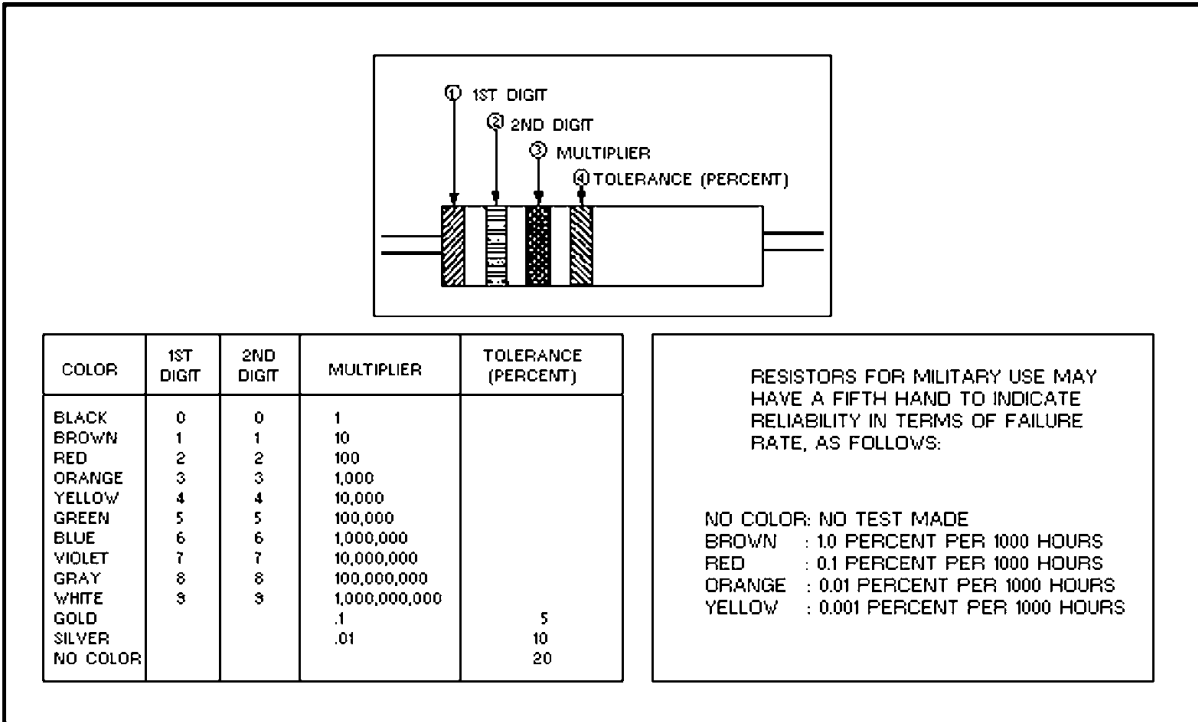 ① 1ST DIGIT
② 2ND DIGIT
③ MULTIPLIER
④ TOLERANCE (PERCENT)
COLOR 1ST DIGIT 2ND DIGIT MULTIPLIER TOLERANCE (PERCENT)
BLACK 0 0 1
BROWN 1 1 10
RED 2 2 100
ORANGE 3 3 1,000
YELLOW 4 4 10,000
GREEN 5 5 100,000
BLUE 6 6 1,000,000
VIOLET 7 7 10,000,000
GRAY 8 8 100,000,000
WHITE 9 9 1,000,000,000
GOLD .1 5
SILVER .01 10
NO COLOR 20
RESISTORS FOR MILITARY USE MAY
HAVE A FIFTH HAND TO INDICATE
RELIABILITY IN TERMS OF FAILURE
RATE, AS FOLLOWS:
NO COLOR: NO TEST MADE
BROWN : 1.0 PERCENT PER 1000 HOURS
RED : 0.1 PERCENT PER 1000 HOURS
ORANGE : 0.01 PERCENT PER 1000 HOURS
YELLOW : 0.001 PERCENT PER 1000 HOURS